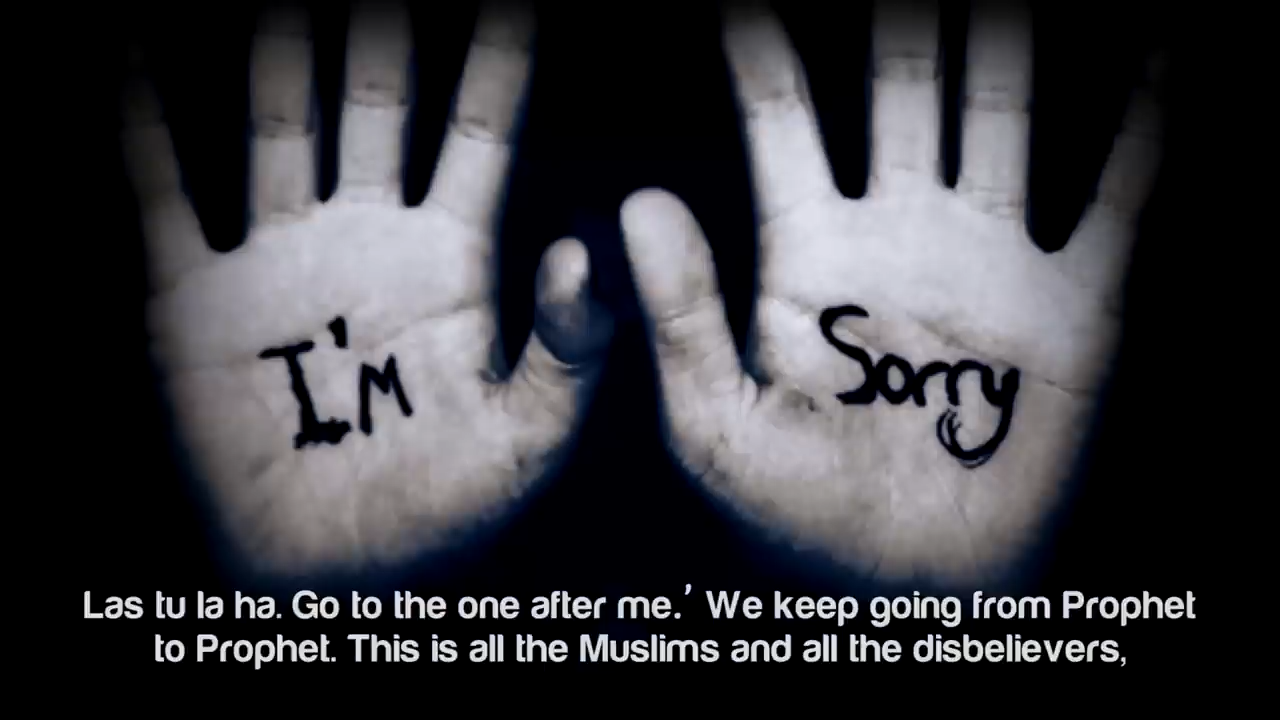 I'M
Sorry
Las tu la ha. Go to the one after me.’ We keep going from Prophet
to Prophet. This is all the Muslims and all the disbelievers,